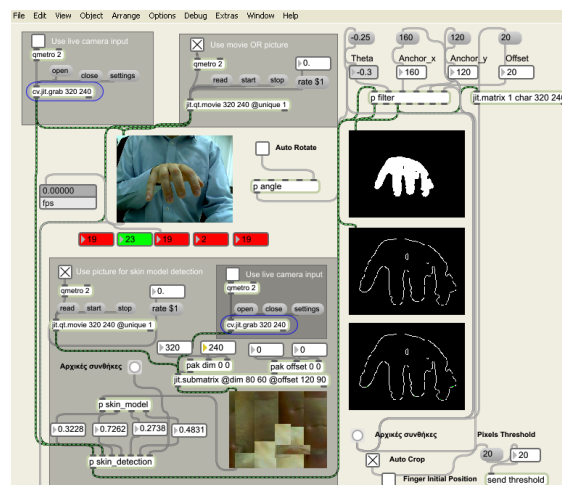 File Edit View Object Arrange Options Debug Extras Window Help
Use live camera input
qmetro 2
open close settings
cv.jit.grab 320 240
Use movie OR picture
qmetro 2
0.
read start stop rate $1
jit.qt.movie 320 240 @unique 1
-0.25 160 120 20
Theta Anchor_x Anchor_y Offset
-0.3 160 120 20
p filter
jit.matrix 1 char 320 240
Auto Rotate
p angle
0.00000
fps
19 23 19 2 19
Use picture for skin model detection
qmetro 2
0.
read start stop rate $1
jit.qt.movie 320 240 @unique 1
Use live camera input
qmetro 2
open close settings
cv.jit.grab 320 240
320 240 0 0
pak dim 0 0 pak offset 0 0
jit.submatrix @dim 80 60 @offset 120 90
Αρχικές συνθήκες
p skin_model
0.3228 0.7262 0.2738 0.4831
p skin_detection
Αρχικές συνθήκες
Pixels Threshold
Auto Crop
20 20
Finger Initial Position
send threshold